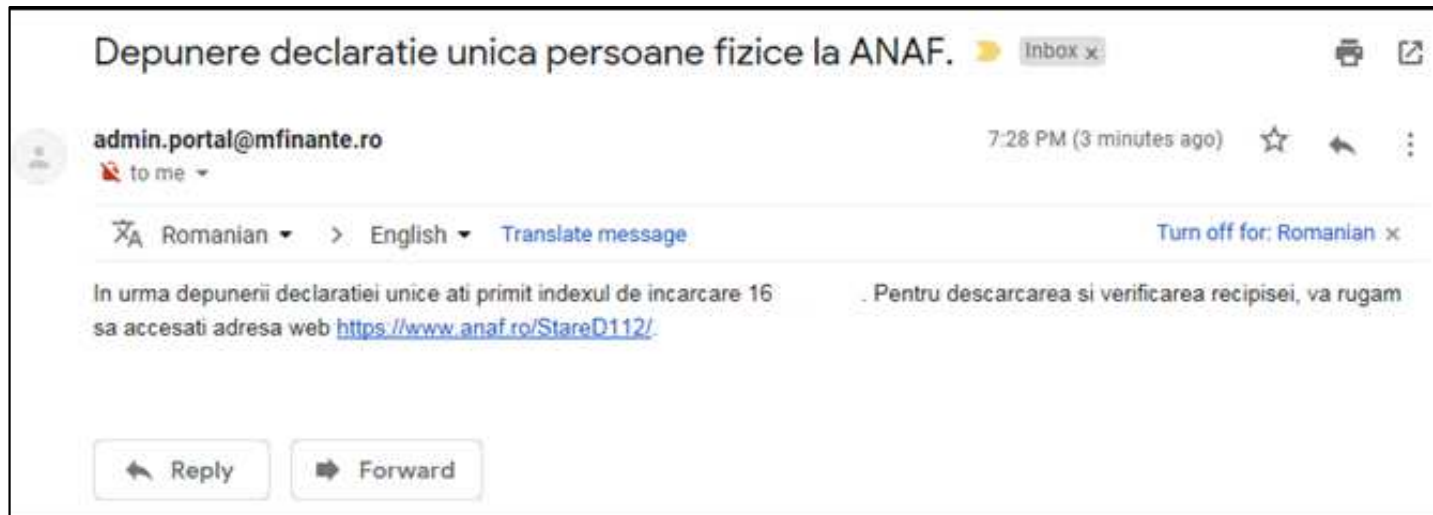 Depunere declaratie unica persoane fizice la ANAF. Inbox x
admin.portal@mfinante.ro 7:28 PM (3 minutes ago)
to me
Romanian > English Translate message Turn off for: Romanian x
In urma depunerii declaratiei unice ati primit indexul de incarcare 16 . Pentru descarcarea si verificarea recipisei, va rugam
sa accesati adresa web https://www.anaf.ro/StareD112/.
Reply Forward